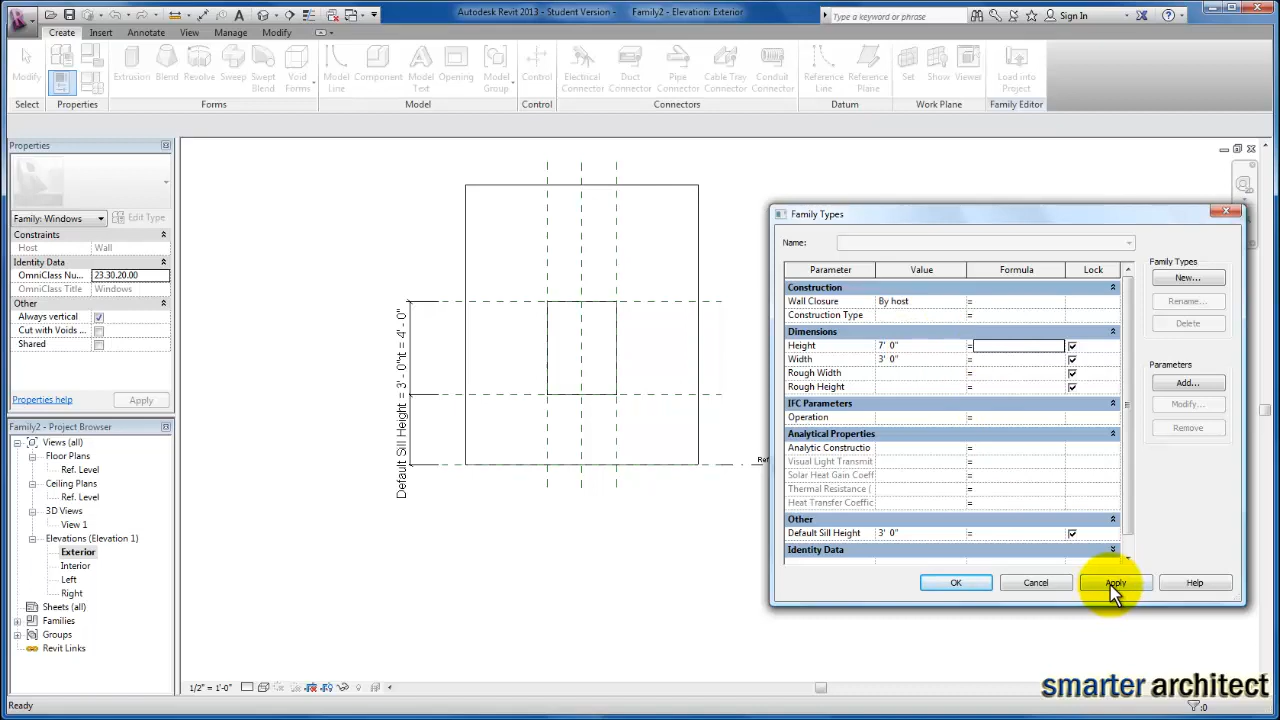 Autodesk Revit 2013 - Student Version - Family2 - Elevation: Exterior
Type a keyword or phrase
Sign In
Create Insert Annotate View Manage Modify
Modify
Extrusion Blend Revolve Sweep Swept Blend Void Forms
Model Line Component Model Text Opening Model Group
Control
Electrical Connector Duct Connector Pipe Connector Cable Tray Connector Conduit Connector
Reference Line Reference Plane
Set Show Viewer
Load into Project
Select Properties Forms Model Control Connectors Datum Work Plane Family Editor
Properties
Family: Windows
Edit Type
Constraints
Host Wall
Identity Data
OmniClass Nu... 23.30.20.00
OmniClass Title Windows
Other
Always vertical
Cut with Voids ...
Shared
Properties help
Apply
Family2 - Project Browser
Views (all)
Floor Plans
Ref. Level
Ceiling Plans
Ref. Level
3D Views
View 1
Elevations (Elevation 1)
Exterior
Interior
Left
Right
Sheets (all)
Families
Groups
Revit Links
Default Sill Height = 3' - 0"
t = 4' - 0"
Ref
Family Types
Name:
Parameter Value Formula Lock
Construction
Wall Closure By host =
Construction Type =
Dimensions
Height 7' 0" =
Width 3' 0" =
Rough Width =
Rough Height =
IFC Parameters
Operation =
Analytical Properties
Analytic Constructio =
Visual Light Transmit =
Solar Heat Gain Coeff =
Thermal Resistance ( =
Heat Transfer Coeffic =
Other
Default Sill Height 3' 0" =
Identity Data
Family Types
New...
Rename...
Delete
Parameters
Add...
Modify...
Remove
OK Cancel Apply Help
1/2" = 1'-0"
Ready
:0
smarter architect